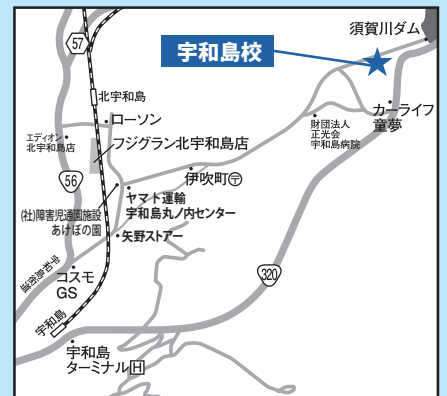 須賀川ダム
57
宇和島校
北宇和島
ローソン
カーライフ
童夢
財団法人
正光会
宇和島病院
エディオン
北宇和島店
フジグラン北宇和島店
56
伊吹町〒
ヤマト運輸
宇和島丸ノ内センター
(社)障害児通園施設
あけぼの園
矢野ストアー
宇和島街道
コスモ
GS
320
宇和島
宇和島
ターミナルH